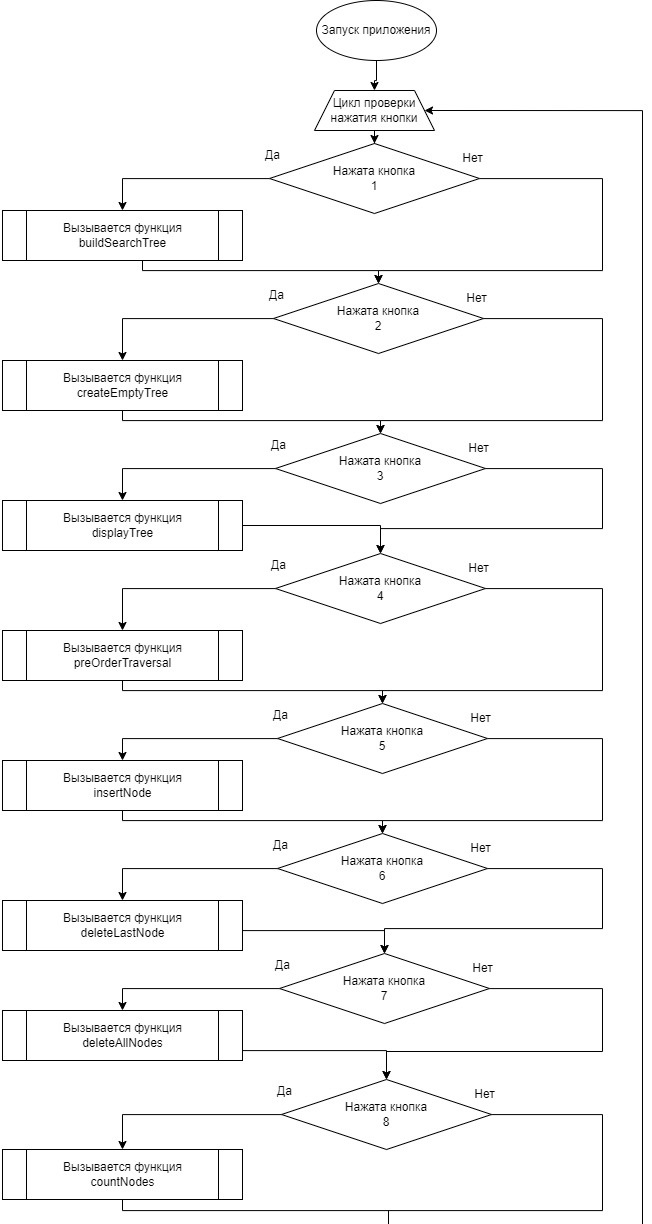 Запуск приложения
Цикл проверки
нажатия кнопки
Да
Нет
Нажата кнопка
1
Вызывается функция
buildSearchTree
Да
Нет
Нажата кнопка
2
Вызывается функция
createEmptyTree
Да
Нет
Нажата кнопка
3
Вызывается функция
displayTree
Да
Нет
Нажата кнопка
4
Вызывается функция
preOrderTraversal
Да
Нет
Нажата кнопка
5
Вызывается функция
insertNode
Да
Нет
Нажата кнопка
6
Вызывается функция
deleteLastNode
Да
Нет
Нажата кнопка
7
Вызывается функция
deleteAllNodes
Да
Нет
Нажата кнопка
8
Вызывается функция
countNodes